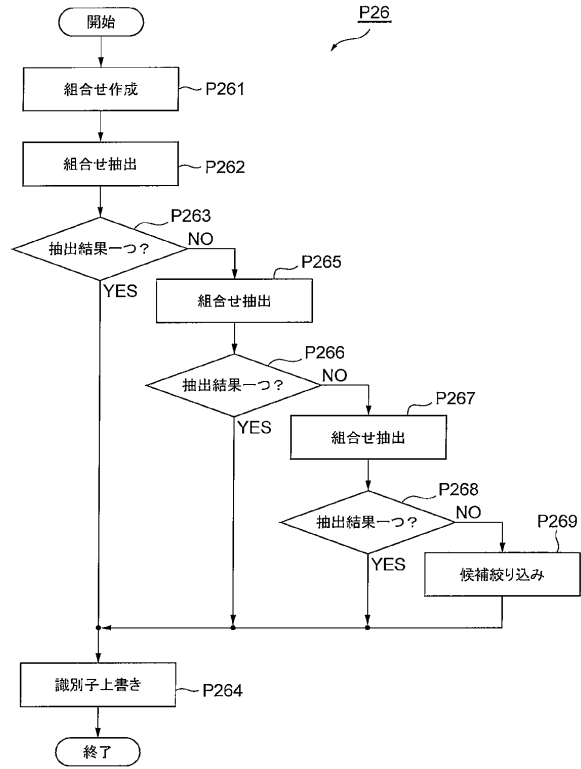 P26
開始
組合せ作成
P261
組合せ抽出
P262
P263
抽出結果一つ?
NO
YES
P265
組合せ抽出
P266
抽出結果一つ?
NO
YES
P267
組合せ抽出
P268
抽出結果一つ?
NO
YES
P269
候補絞り込み
識別子上書き
P264
終了